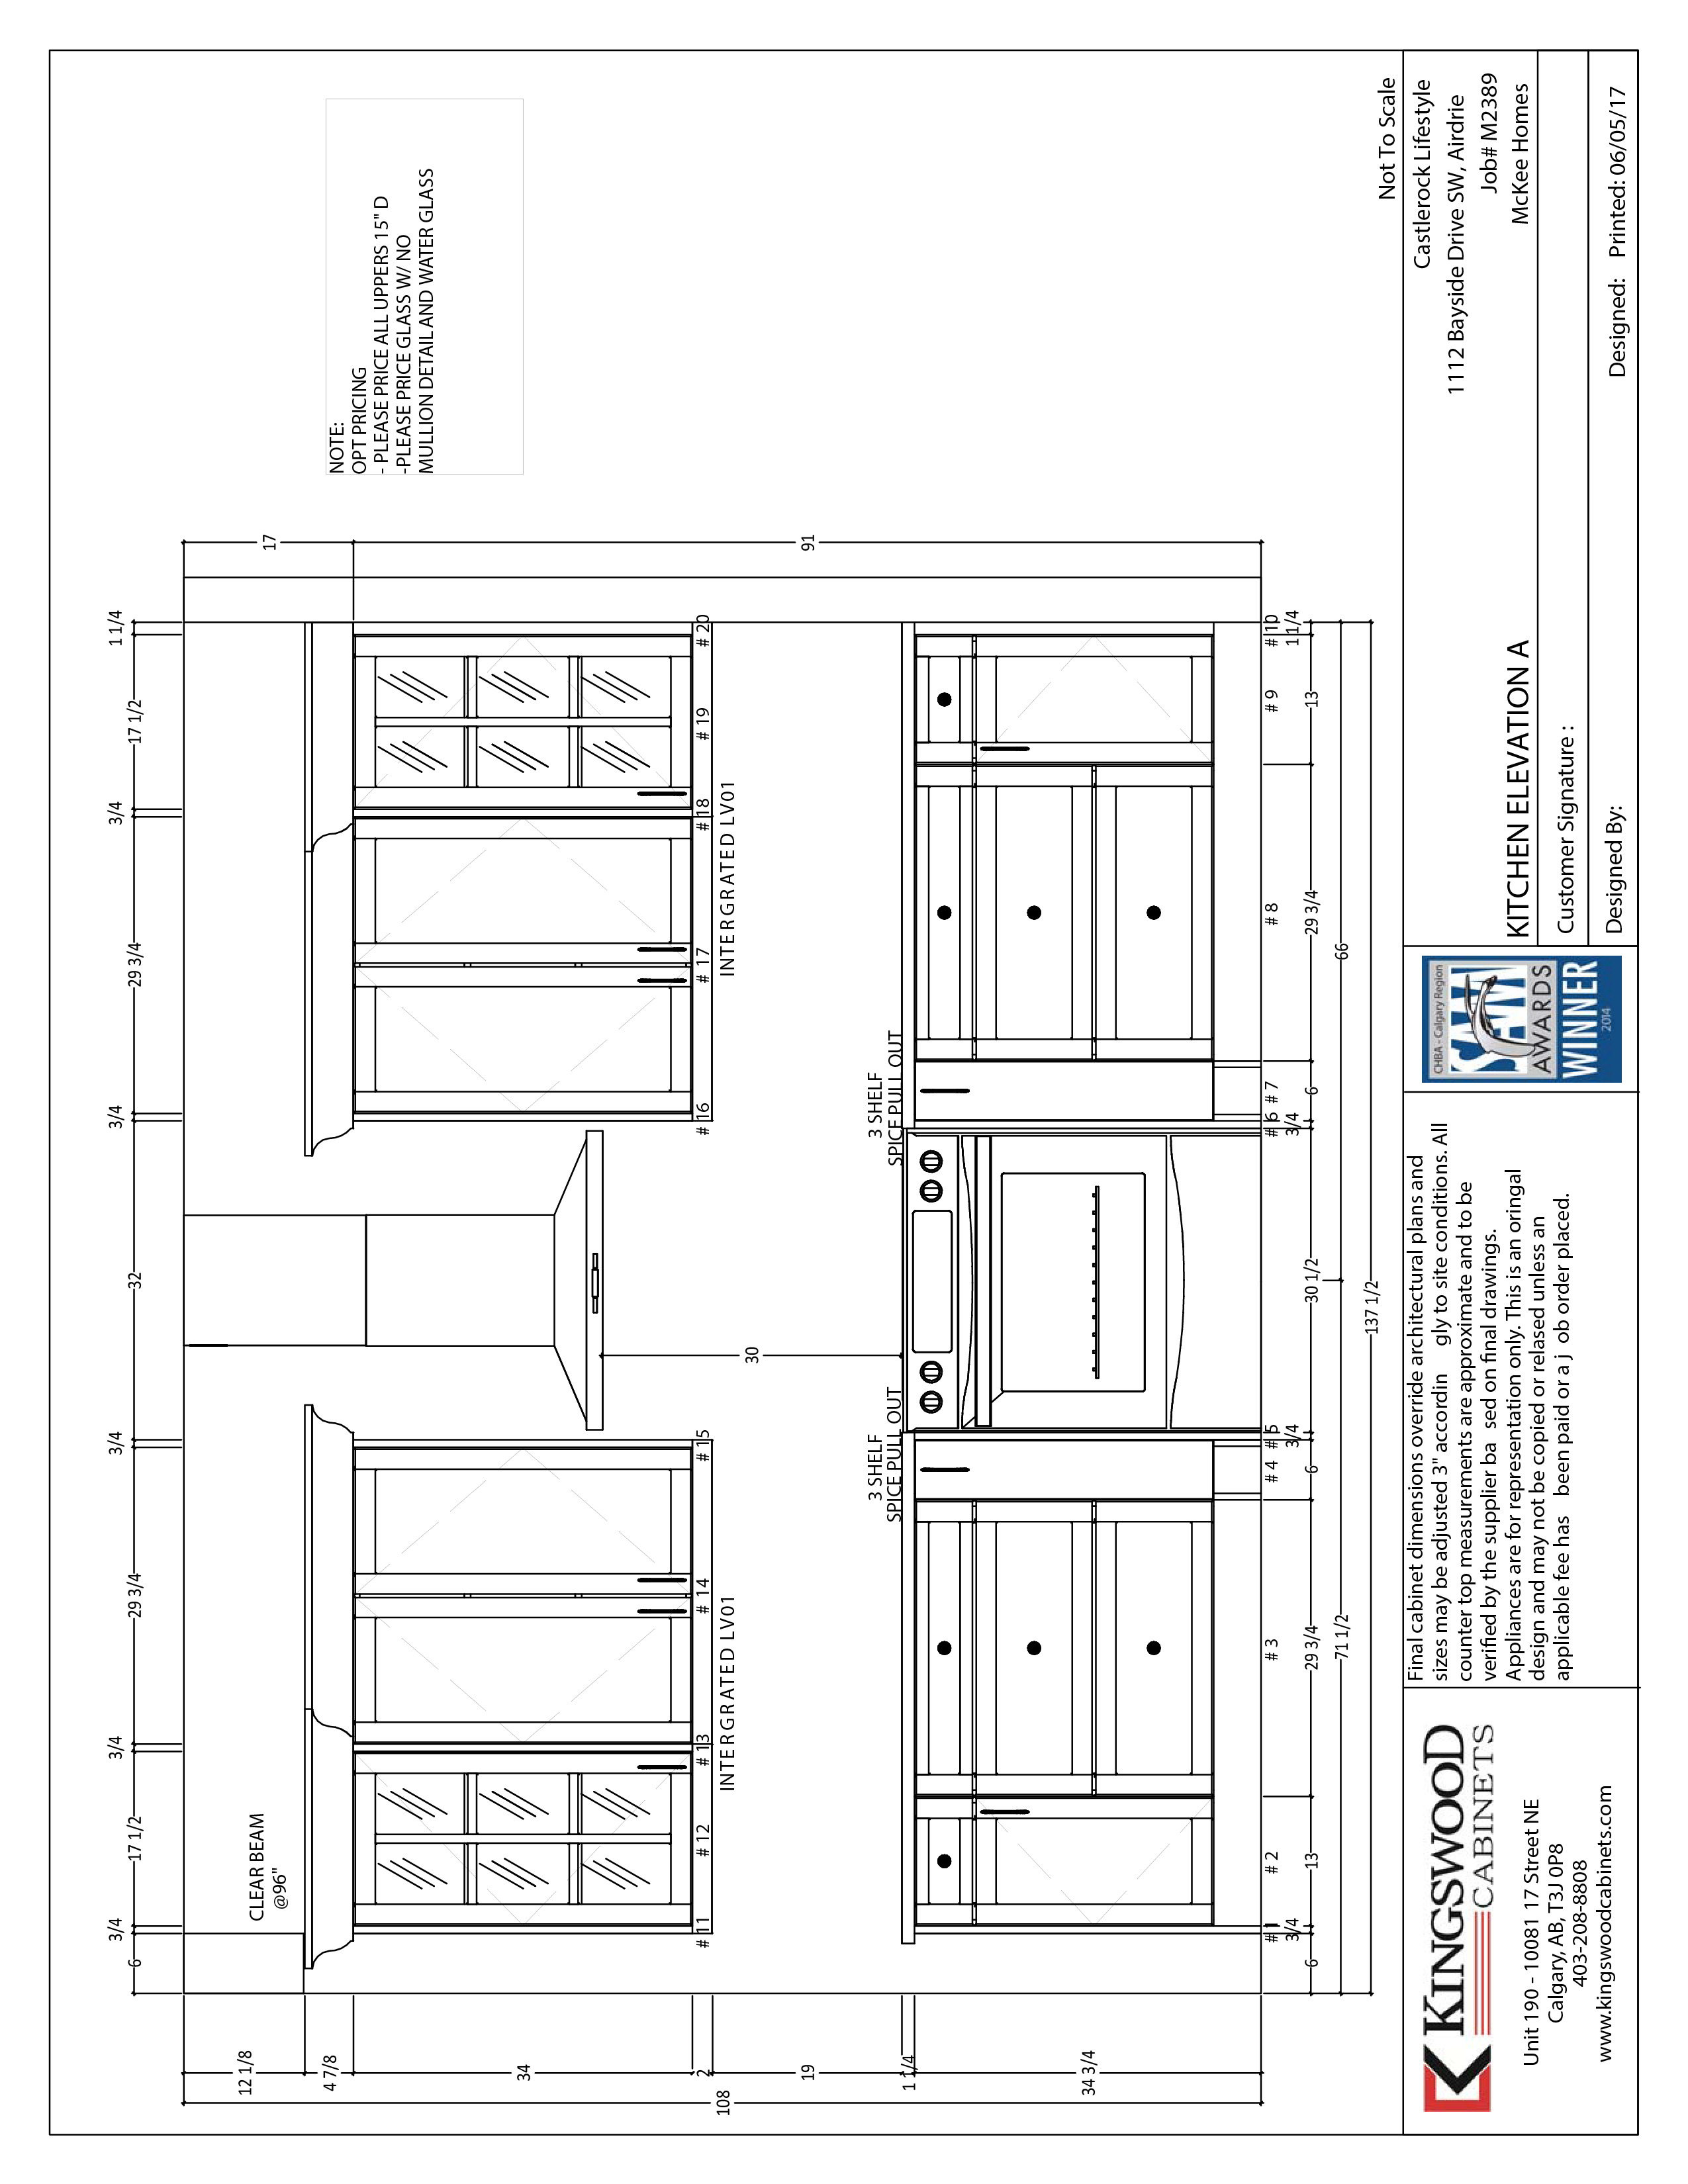 NOTE:
OPT PRICING
- PLEASE PRICE ALL UPPERS 15" D
-PLEASE PRICE GLASS W/ NO
MULLION DETAIL AND WATER GLASS
6
3/4
17 1/2
3/4
29 3/4
3/4
32
3/4
29 3/4
3/4
17 1/2
1 1/4
CLEAR BEAM
@96"
12 1/8
4 7/8
34
2
19
1 1/4
34 3/4
108
17
91
# 11
# 12
# 13
# 14
# 15
# 16
# 17
# 18
# 19
# 20
INTERGRATED LV01
INTERGRATED LV01
30
3 SHELF
SPICE PULL OUT
3 SHELF
SPICE PULL OUT
# 1
# 2
# 3
# 4
# 5
# 6
# 7
# 8
# 9
# 10
6
3/4
13
29 3/4
6
3/4
30 1/2
3/4
6
29 3/4
13
1 1/4
71 1/2
66
137 1/2
Not To Scale
KINGSWOOD
CABINETS
Unit 190 - 10081 17 Street NE
Calgary, AB, T3J 0P8
403-208-8808
www.kingswoodcabinets.com
Final cabinet dimensions override architectural plans and
sizes may be adjusted 3" accordin gly to site conditions. All
counter top measurements are approximate and to be
verified by the supplier ba sed on final drawings.
Appliances are for representation only. This is an oringal
design and may not be copied or relased unless an
applicable fee has been paid or a j ob order placed.
CHBA - Calgary Region
SAM
AWARDS
WINNER
2014
Castlerock Lifestyle
1112 Bayside Drive SW, Airdrie
Job# M2389
McKee Homes
KITCHEN ELEVATION A
Customer Signature :
Designed By:
Designed:
Printed: 06/05/17